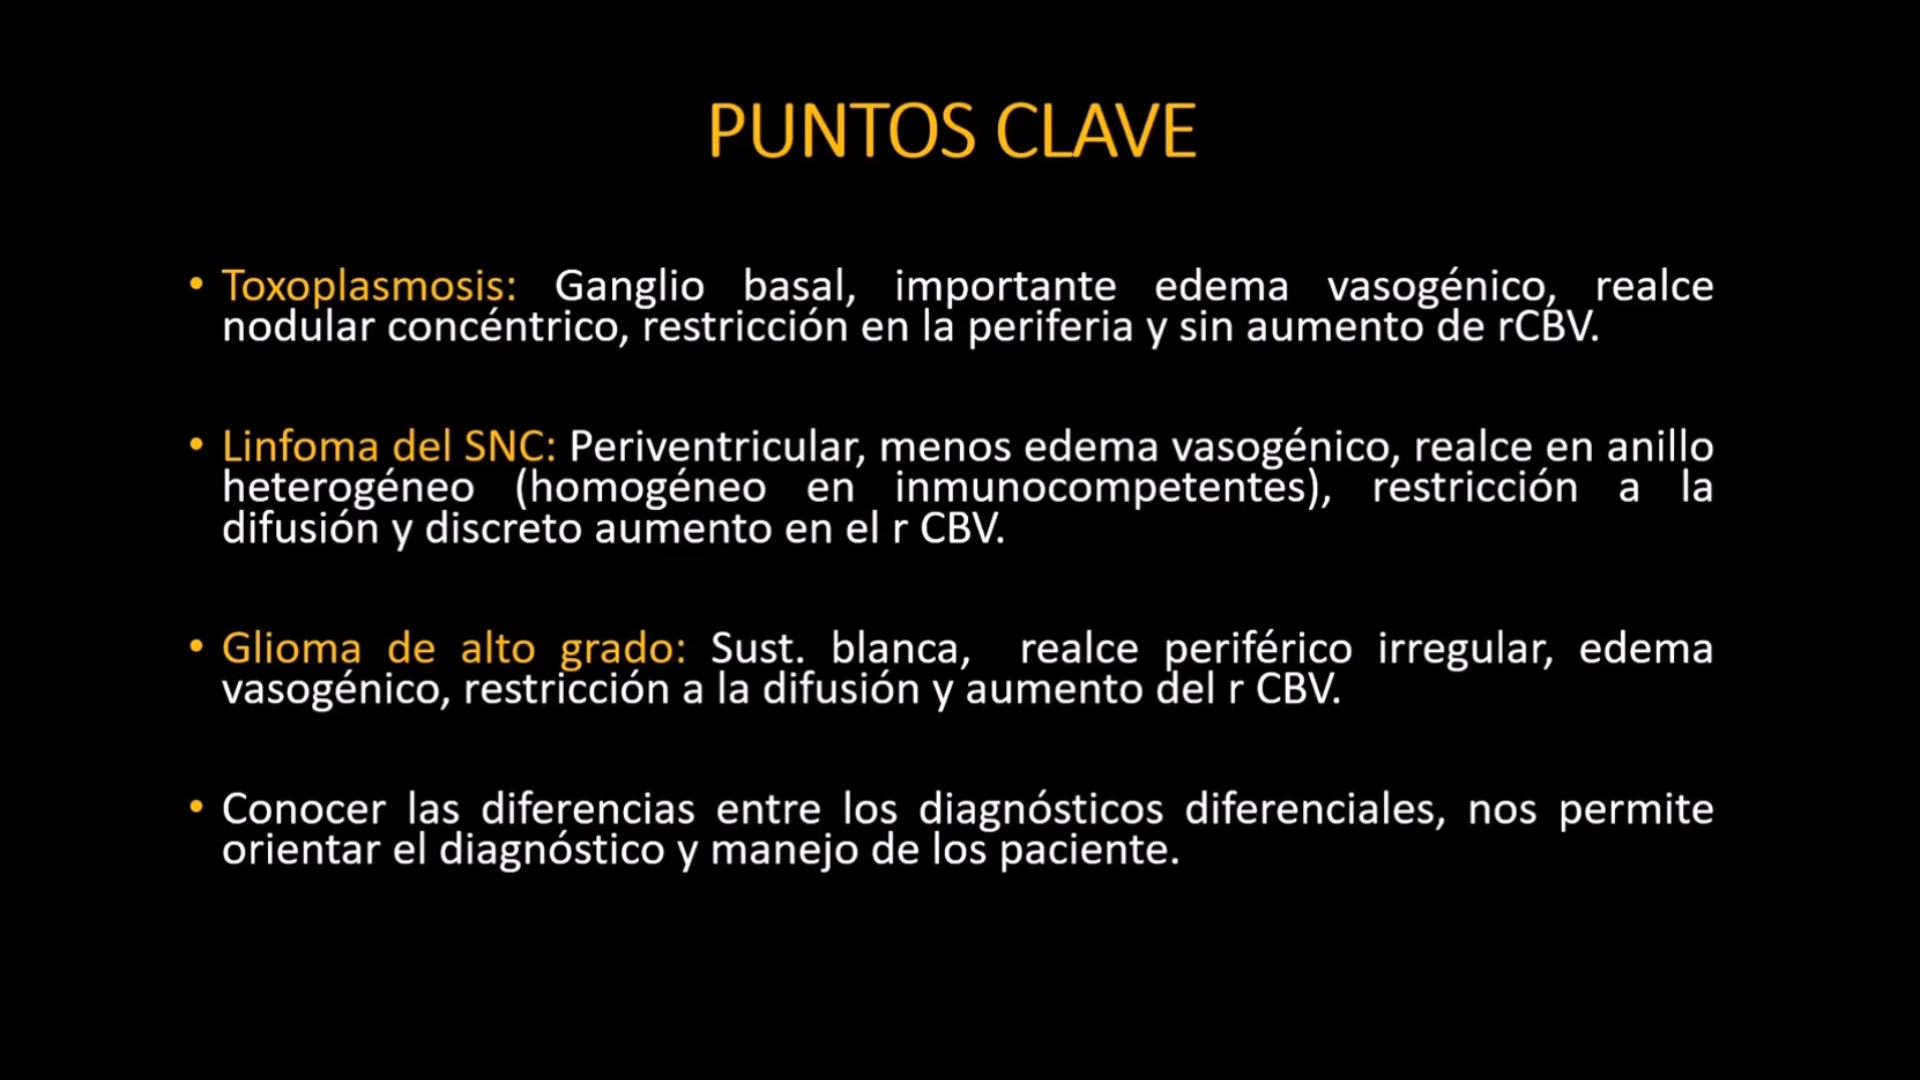 PUNTOS CLAVE
• Toxoplasmosis: Ganglio basal, importante edema vasogénico, realce
nodular concéntrico, restricción en la periferia y sin aumento de rCBV.
• Linfoma del SNC: Periventricular, menos edema vasogénico, realce en anillo
heterogéneo (homogéneo en inmunocompetentes), restricción a la
difusión y discreto aumento en el r CBV.
• Glioma de alto grado: Sust. blanca, realce periférico irregular, edema
vasogénico, restricción a la difusión y aumento del r CBV.
• Conocer las diferencias entre los diagnósticos diferenciales, nos permite
orientar el diagnóstico y manejo de los paciente.